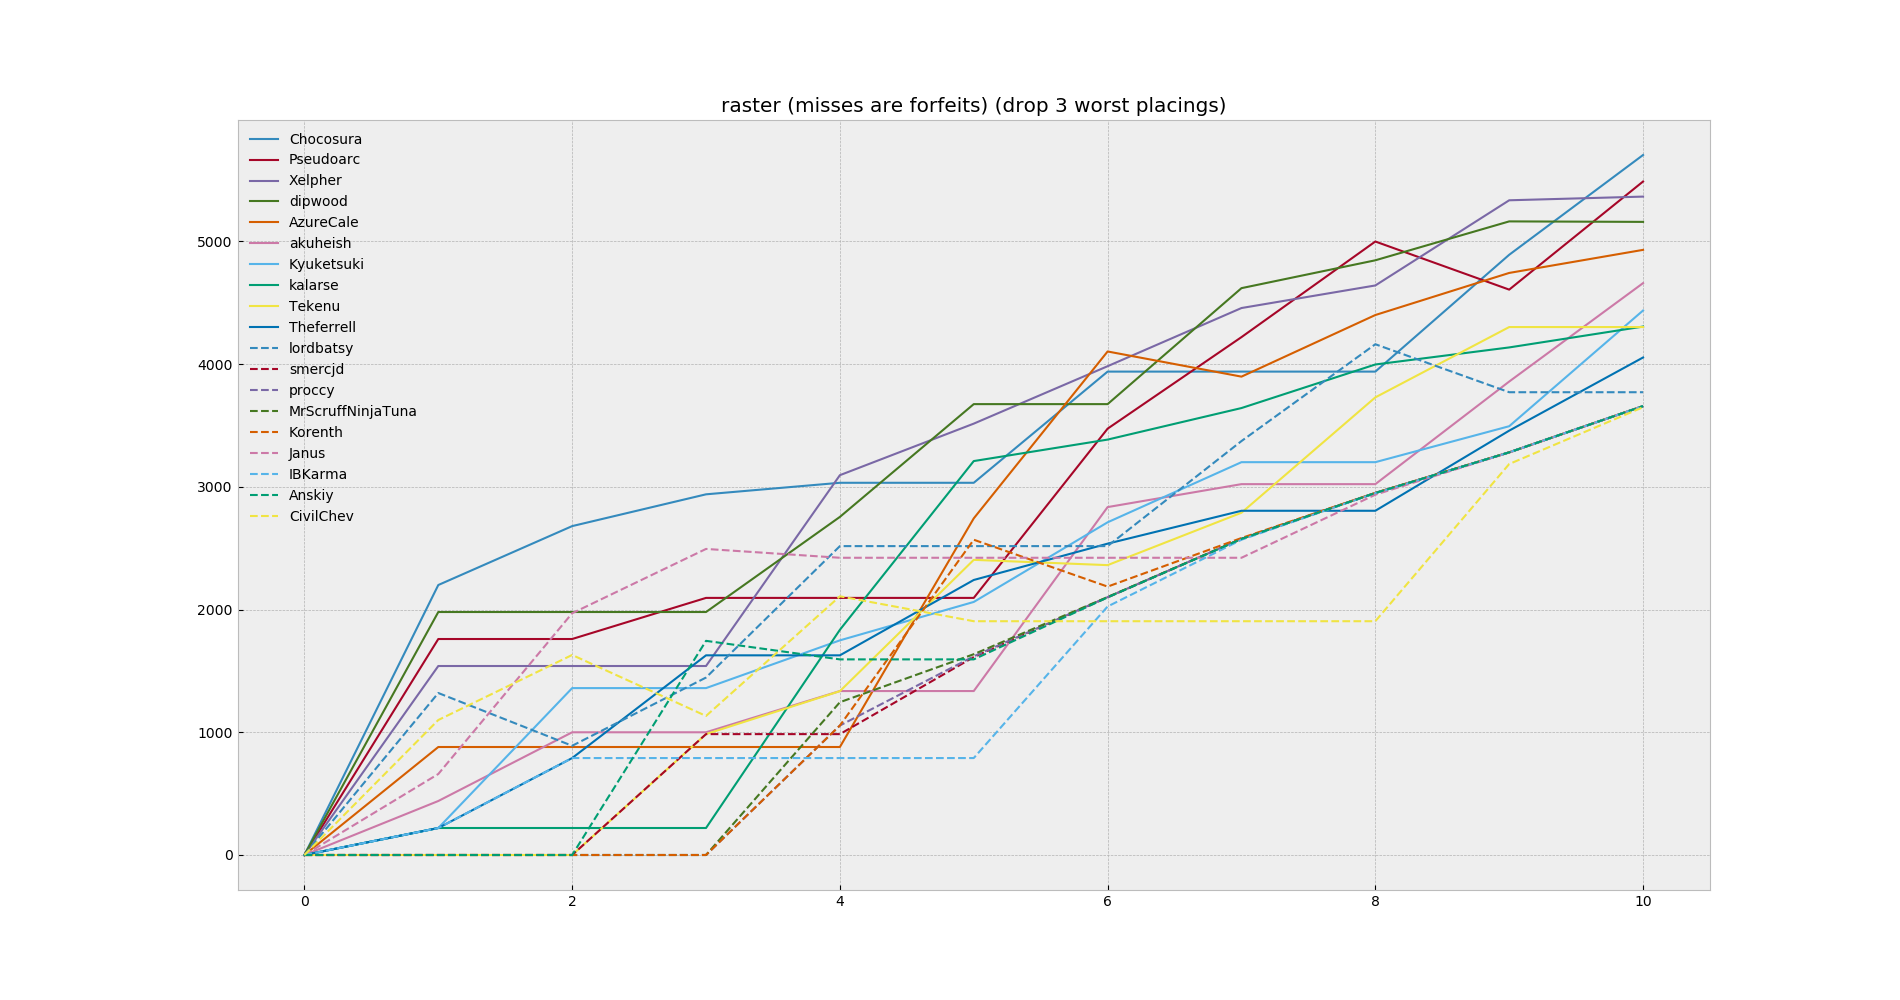 raster (misses are forfeits) (drop 3 worst placings)
Chocosura
Pseudoarc
Xelpher
dipwood
AzureCale
akuheish
Kyuketsuki
kalarse
Tekenu
Theferrell
lordbatsy
smercjd
proccy
MrScruffNinjaTuna
Korenth
Janus
IBKarma
Anskiy
CivilChev
5000
4000
3000
2000
1000
0
0 2 4 6 8 10